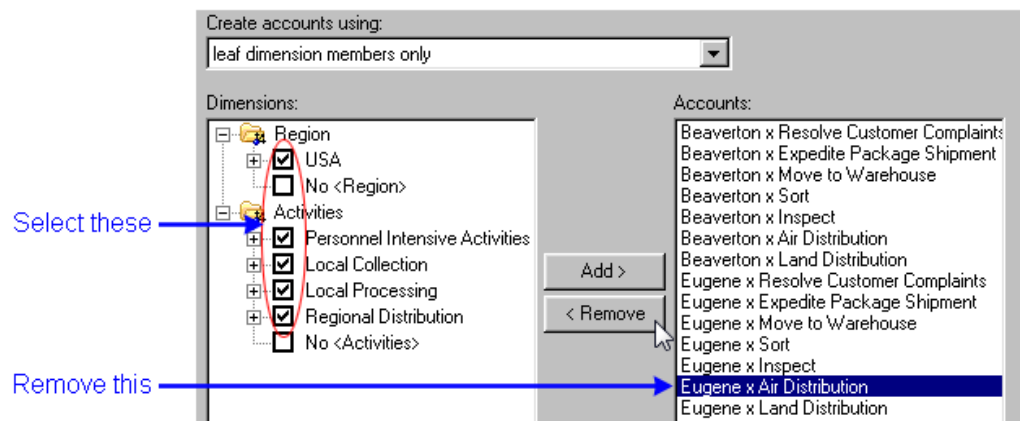 Create accounts using:
leaf dimension members only
Dimensions:
Region
USA
No <Region>
Activities
Personnel Intensive Activities
Local Collection
Local Processing
Regional Distribution
No <Activities>
Select these
Remove this
Add >
< Remove
Accounts:
Beaverton x Resolve Customer Complaints
Beaverton x Expedite Package Shipment
Beaverton x Move to Warehouse
Beaverton x Sort
Beaverton x Inspect
Beaverton x Air Distribution
Beaverton x Land Distribution
Eugene x Resolve Customer Complaints
Eugene x Expedite Package Shipment
Eugene x Move to Warehouse
Eugene x Sort
Eugene x Inspect
Eugene x Air Distribution
Eugene x Land Distribution